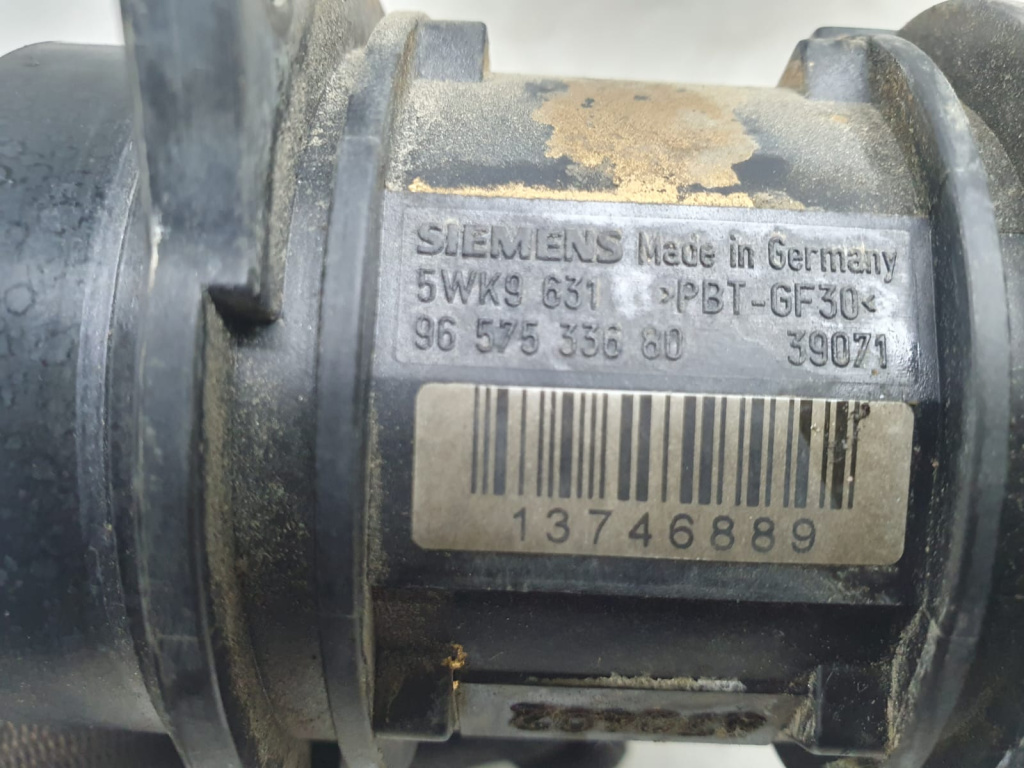 SIEMENS Made in Germany
5WK9 631 >PBT-GF30<
96 575 336 80 39071
13746889